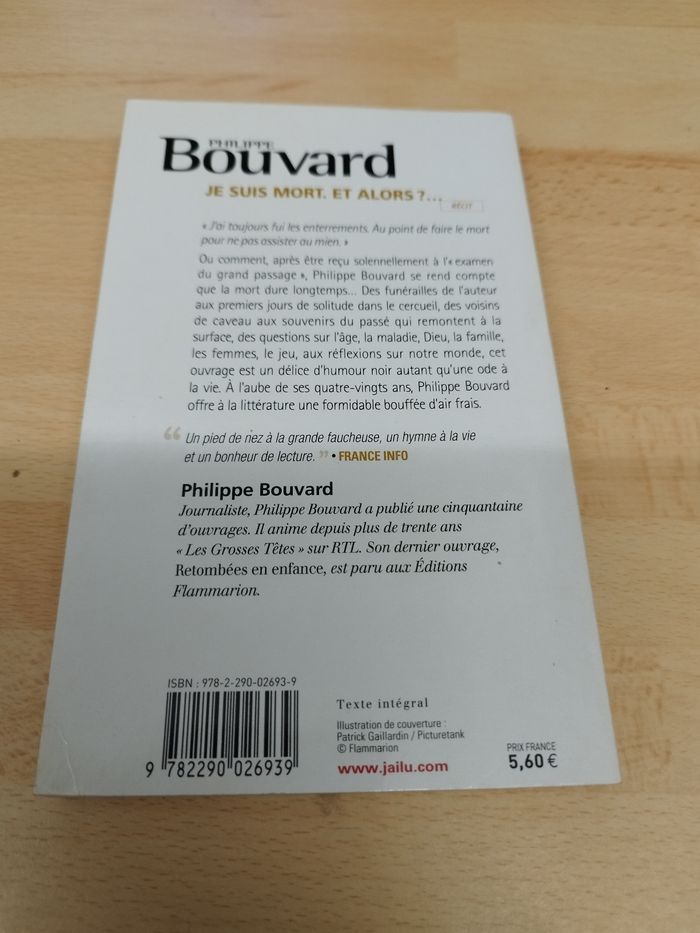 PHILIPPE
Bouvard
JE SUIS MORT. ET ALORS ?...
RÉCIT
« J'ai toujours fui les enterrements. Au point de faire le mort
pour ne pas assister au mien. »
Ou comment, après être reçu solennellement à l'« examen
du grand passage », Philippe Bouvard se rend compte
que la mort dure longtemps... Des funérailles de l'auteur
aux premiers jours de solitude dans le cercueil, des voisins
de caveau aux souvenirs du passé qui remontent à la
surface, des questions sur l'âge, la maladie, Dieu, la famille,
les femmes, le jeu, aux réflexions sur notre monde, cet
ouvrage est un délice d'humour noir autant qu'une ode à
la vie. À l'aube de ses quatre-vingts ans, Philippe Bouvard
offre à la littérature une formidable bouffée d'air frais.
“ Un pied de nez à la grande faucheuse, un hymne à la vie
et un bonheur de lecture. ” • FRANCE INFO
Philippe Bouvard
Journaliste, Philippe Bouvard a publié une cinquantaine
d'ouvrages. Il anime depuis plus de trente ans
« Les Grosses Têtes » sur RTL. Son dernier ouvrage,
Retombées en enfance, est paru aux Éditions
Flammarion.
ISBN : 978-2-290-02693-9
9 782290 026939
Texte intégral
Illustration de couverture :
Patrick Gaillardin / Picturetank
© Flammarion
www.jailu.com
PRIX FRANCE
5,60 €